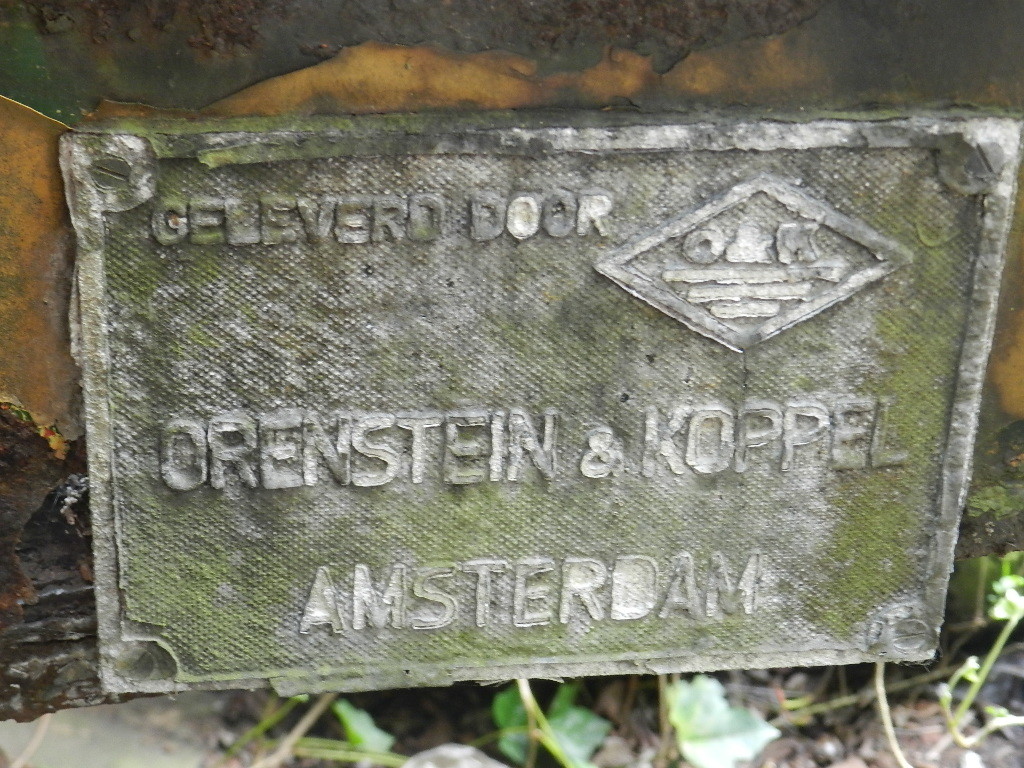 GELEVERD DOOR
O & K
ORENSTEIN & KOPPEL
AMSTERDAM